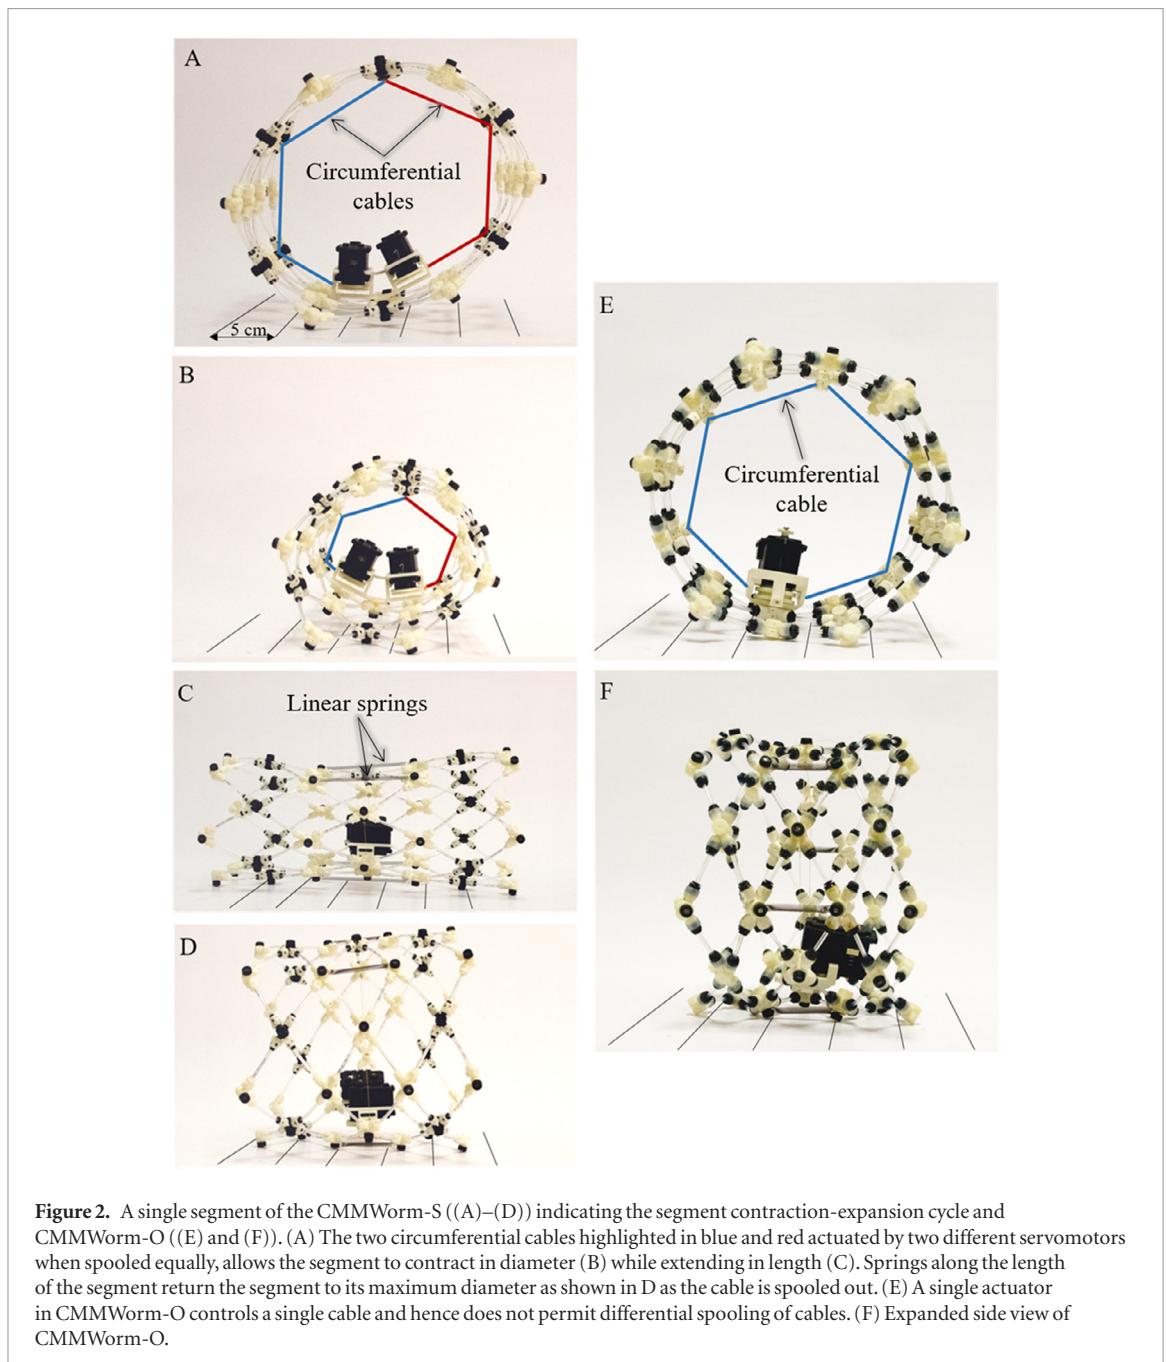 A
Circumferential
cables
5 cm
B
C
Linear springs
D
E
Circumferential
cable
F
Figure 2. A single segment of the CMMWorm-S ((A)–(D)) indicating the segment contraction-expansion cycle and
CMMWorm-O ((E) and (F)). (A) The two circumferential cables highlighted in blue and red actuated by two different servomotors
when spooled equally, allows the segment to contract in diameter (B) while extending in length (C). Springs along the length
of the segment return the segment to its maximum diameter as shown in D as the cable is spooled out. (E) A single actuator
in CMMWorm-O controls a single cable and hence does not permit differential spooling of cables. (F) Expanded side view of
CMMWorm-O.